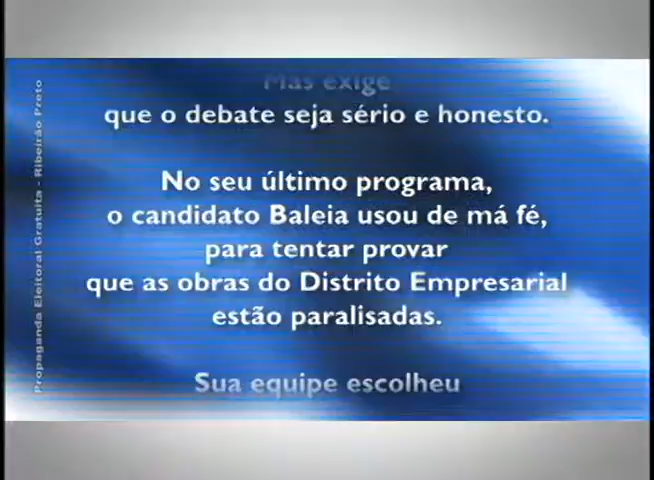 Mas exige
que o debate seja sério e honesto.
No seu último programa,
o candidato Baleia usou de má fé,
para tentar provar
que as obras do Distrito Empresarial
estão paralisadas.
Sua equipe escolheu
Propaganda Eleitoral Gratuita - Ribeirão Preto